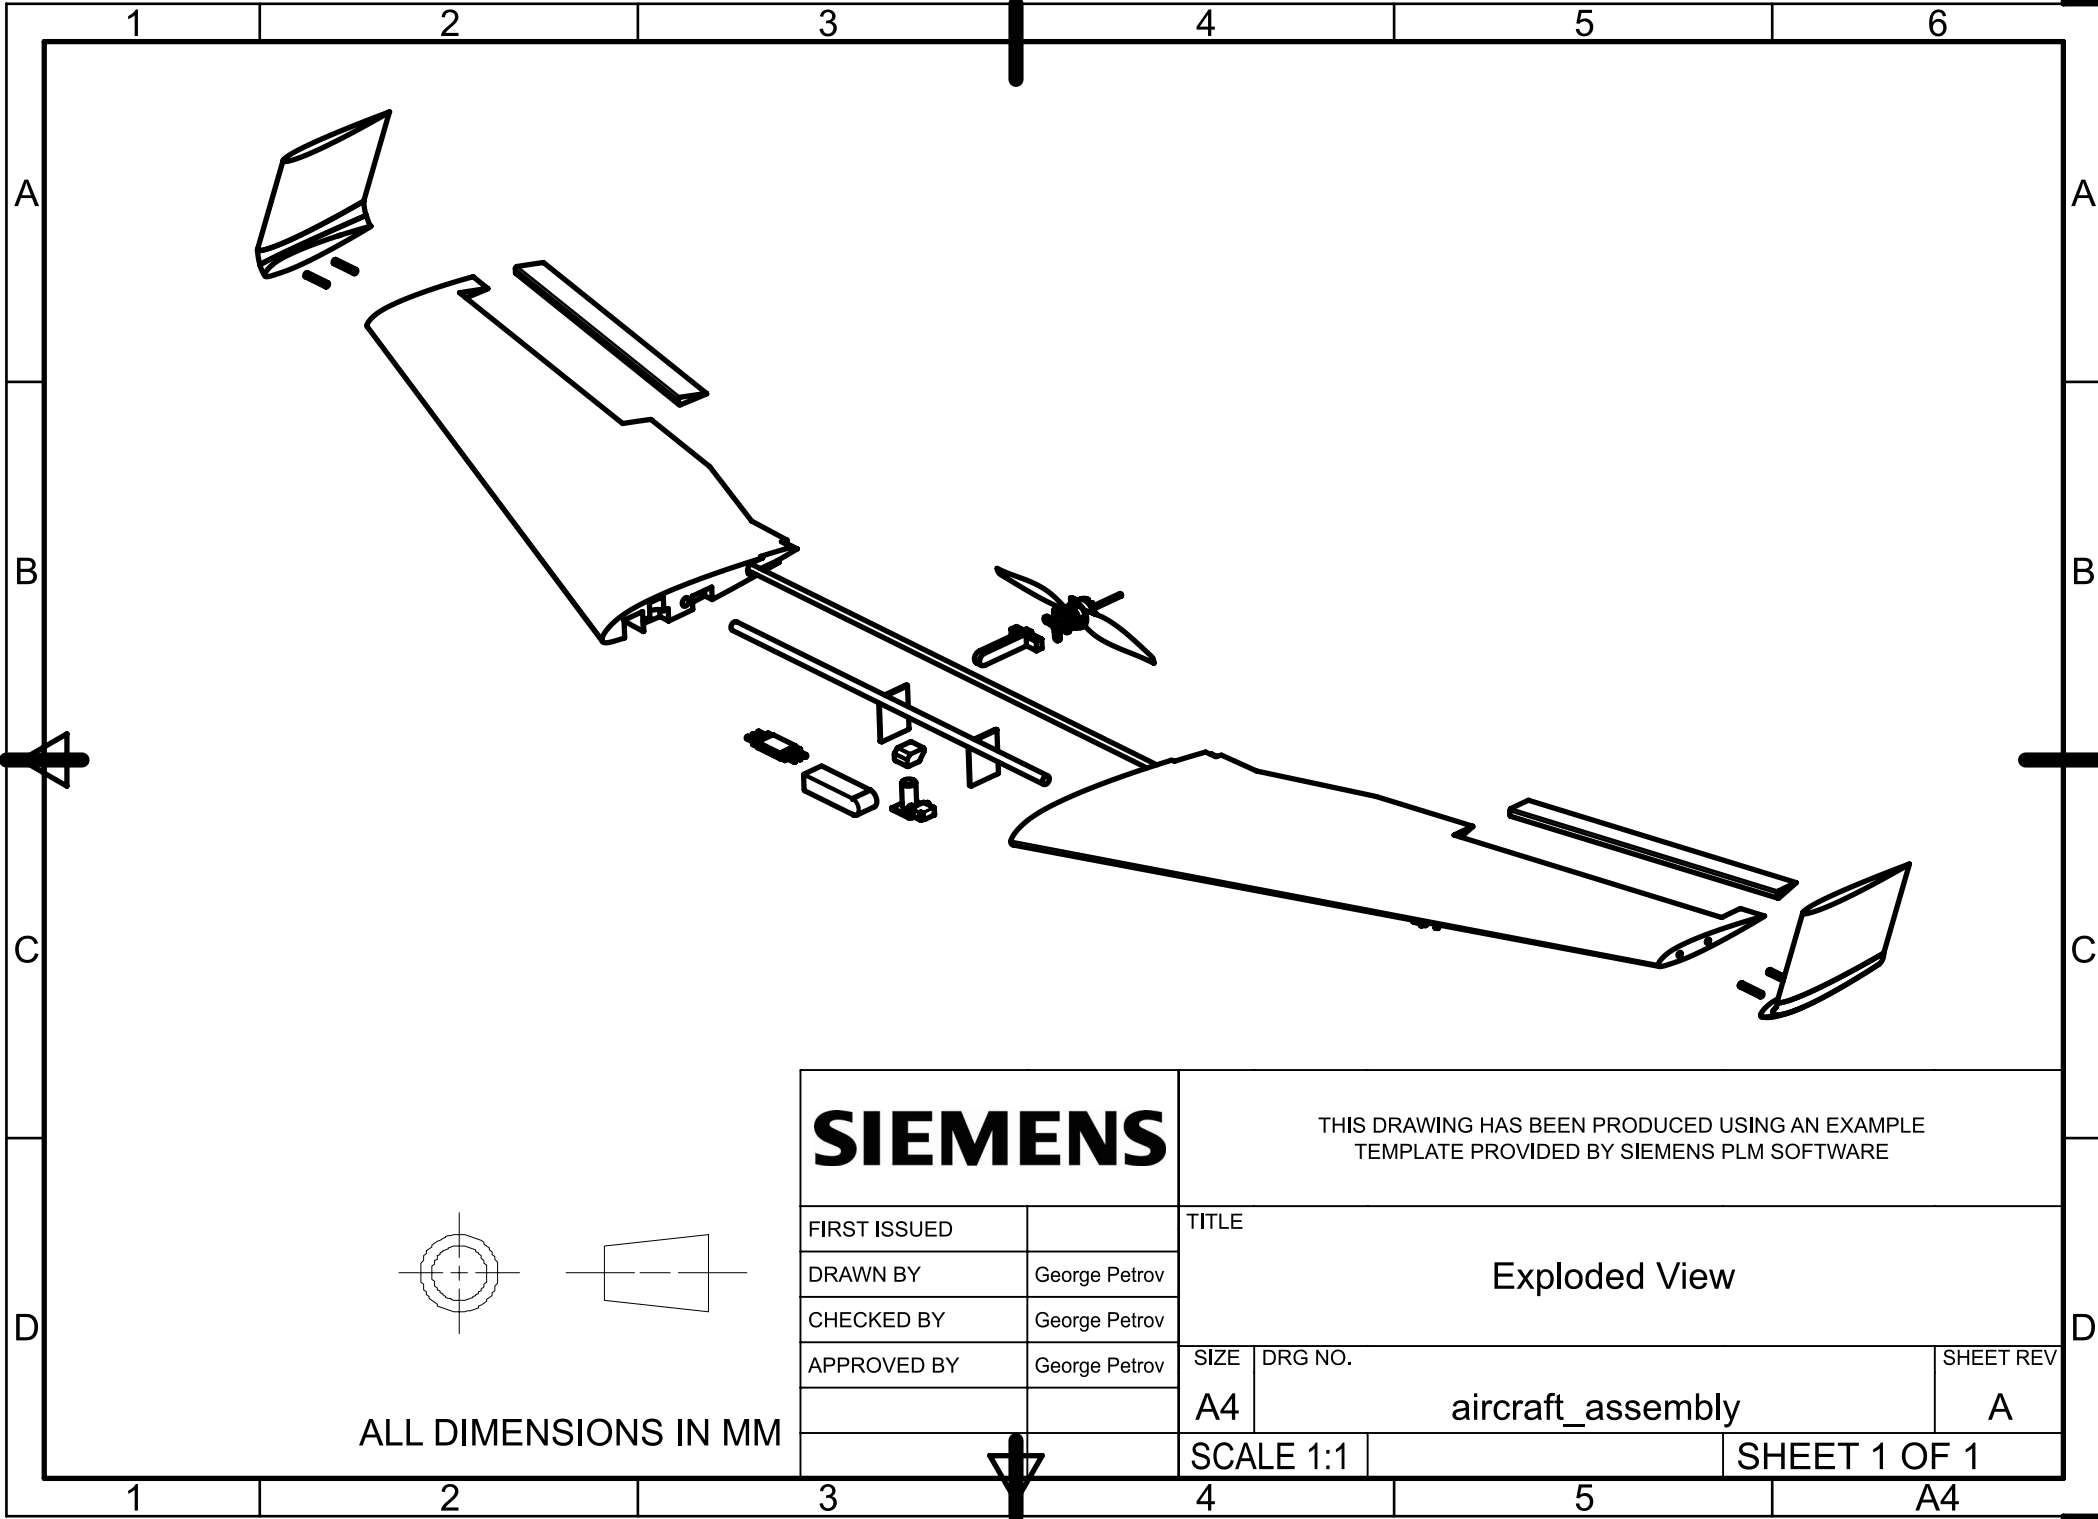 1 2 3 4 5 6
A A
B B
C C
SIEMENS
THIS DRAWING HAS BEEN PRODUCED USING AN EXAMPLE
TEMPLATE PROVIDED BY SIEMENS PLM SOFTWARE
FIRST ISSUED
TITLE
DRAWN BY George Petrov
Exploded View
CHECKED BY George Petrov
D D
APPROVED BY George Petrov
SIZE DRG NO. SHEET REV
A4 aircraft_assembly A
ALL DIMENSIONS IN MM
SCALE 1:1 SHEET 1 OF 1
1 2 3 4 5 A4